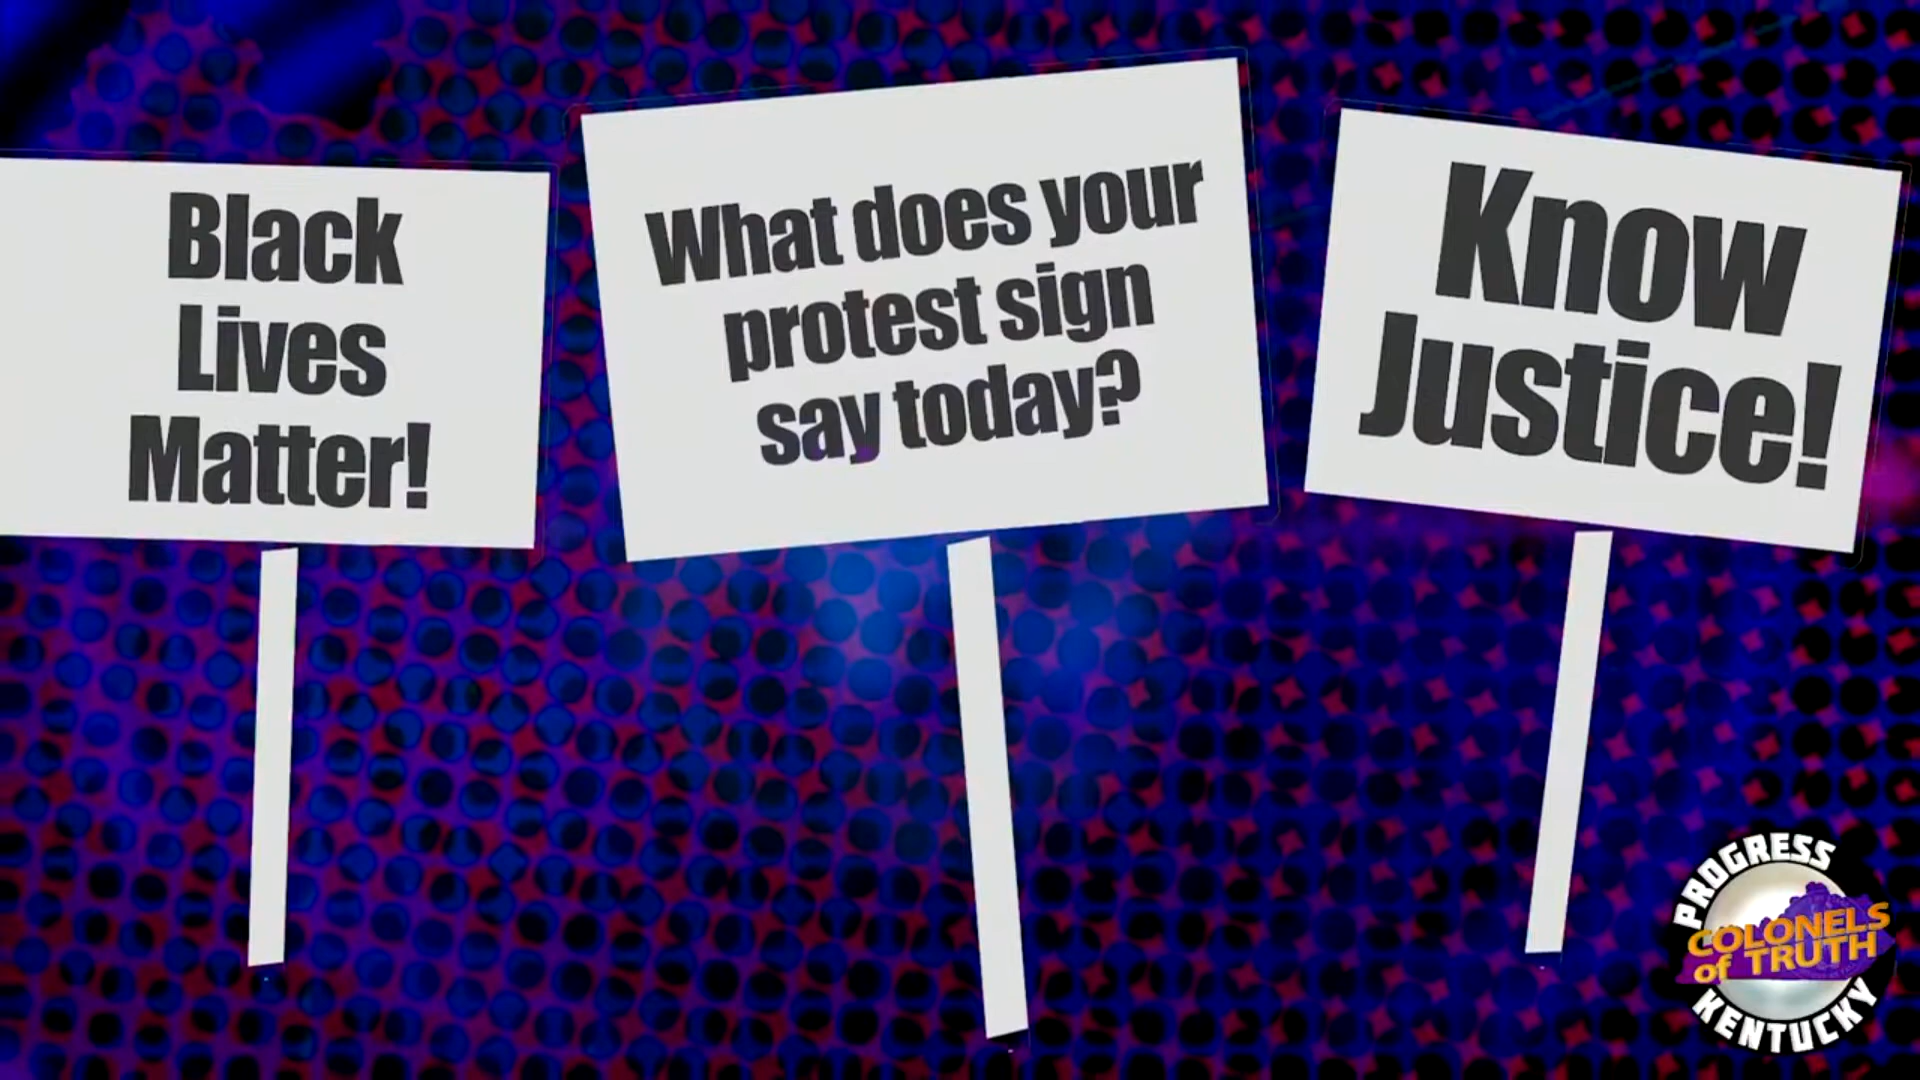 Black
Lives
Matter!
What does your
protest sign
say today?
Know
Justice!
PROGRESS
COLONELS
of TRUTH
KENTUCKY